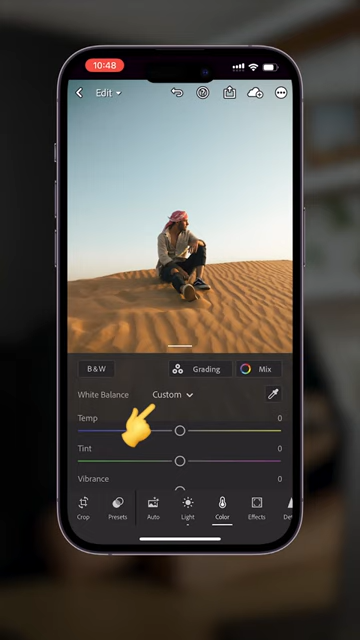 10:48
Edit
B&W
Grading
Mix
White Balance
Custom
Temp
0
Tint
0
Vibrance
Crop
Presets
Auto
Light
Color
Effects